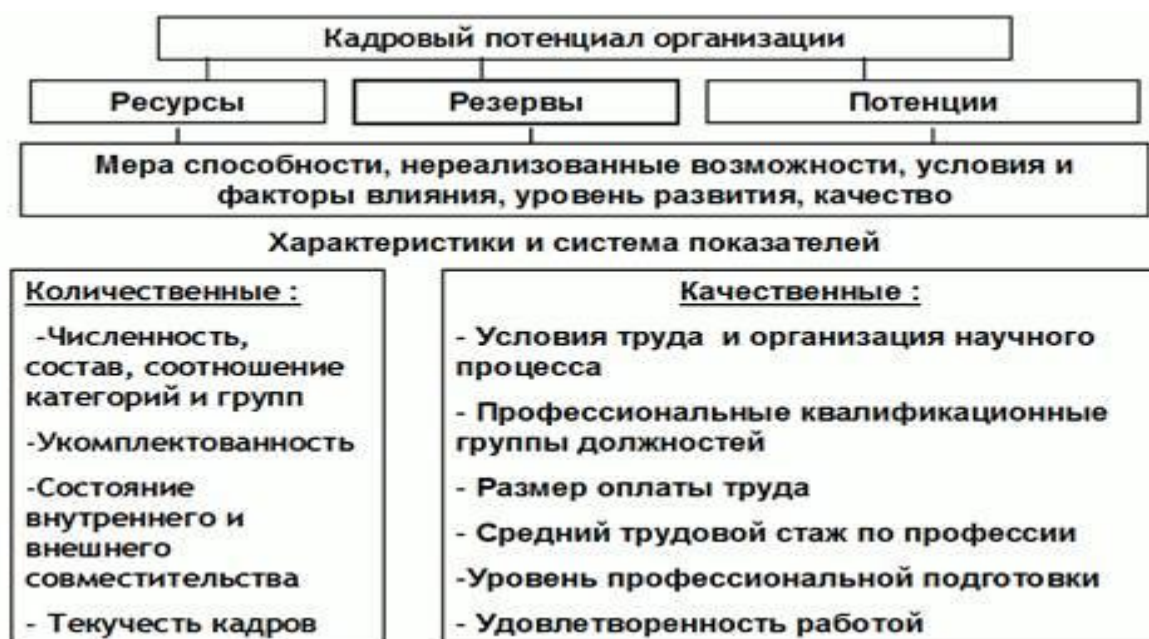 Кадровый потенциал организации
Ресурсы
Резервы
Потенции
Мера способности, нереализованные возможности, условия и
факторы влияния, уровень развития, качество
Характеристики и система показателей
Количественные :
-Численность,
состав, соотношение
категорий и групп
-Укомплектованность
-Состояние
внутреннего и
внешнего
совместительства
- Текучесть кадров
Качественные :
- Условия труда и организация научного
процесса
- Профессиональные квалификационные
группы должностей
- Размер оплаты труда
- Средний трудовой стаж по профессии
-Уровень профессиональной подготовки
- Удовлетворенность работой